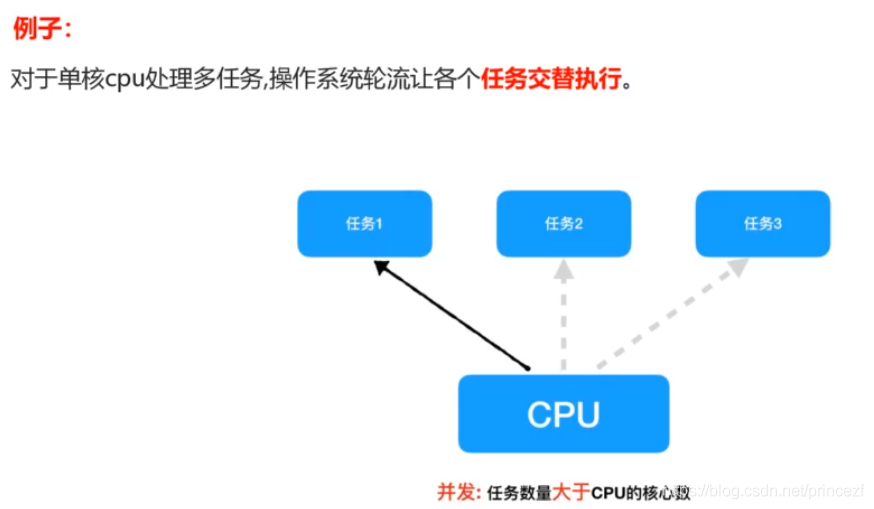 例子：
对于单核cpu处理多任务,操作系统轮流让各个任务交替执行。
任务1
任务2
任务3
CPU
并发: 任务数量大于CPU的核心数
https://blog.csdn.net/princezf